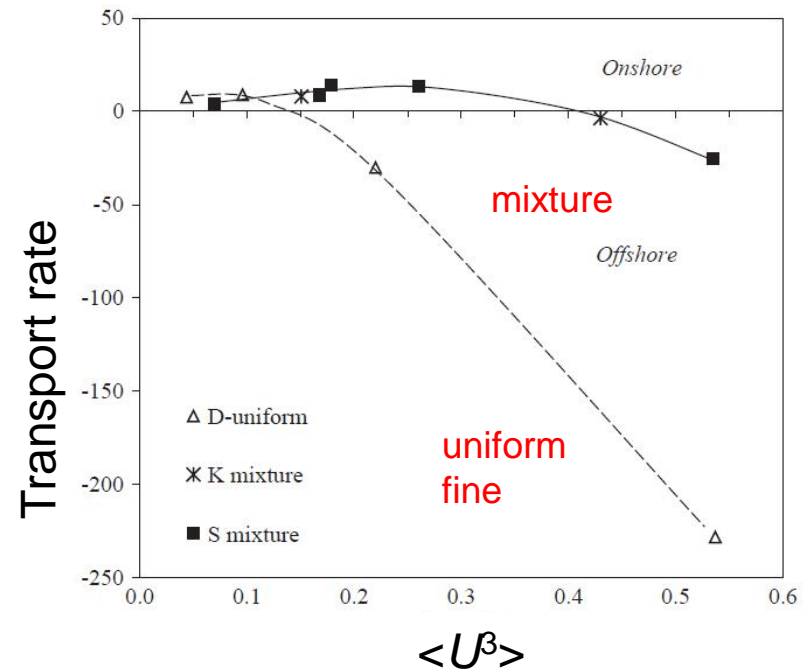 50
0
-50
-100
-150
-200
-250
Transport rate
Onshore
mixture
Offshore
uniform
fine
D-uniform
K mixture
S mixture
0.0 0.1 0.2 0.3 0.4 0.5 0.6
<U³>